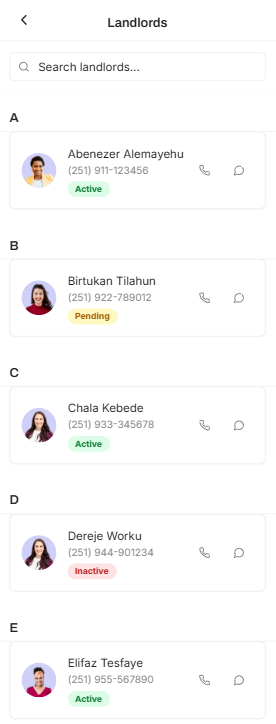 Landlords
Search landlords...
A
Abenezer Alemayehu
(251) 911-123456
Active
B
Birtukan Tilahun
(251) 922-789012
Pending
C
Chala Kebede
(251) 933-345678
Active
D
Dereje Worku
(251) 944-901234
Inactive
E
Elifaz Tesfaye
(251) 955-567890
Active